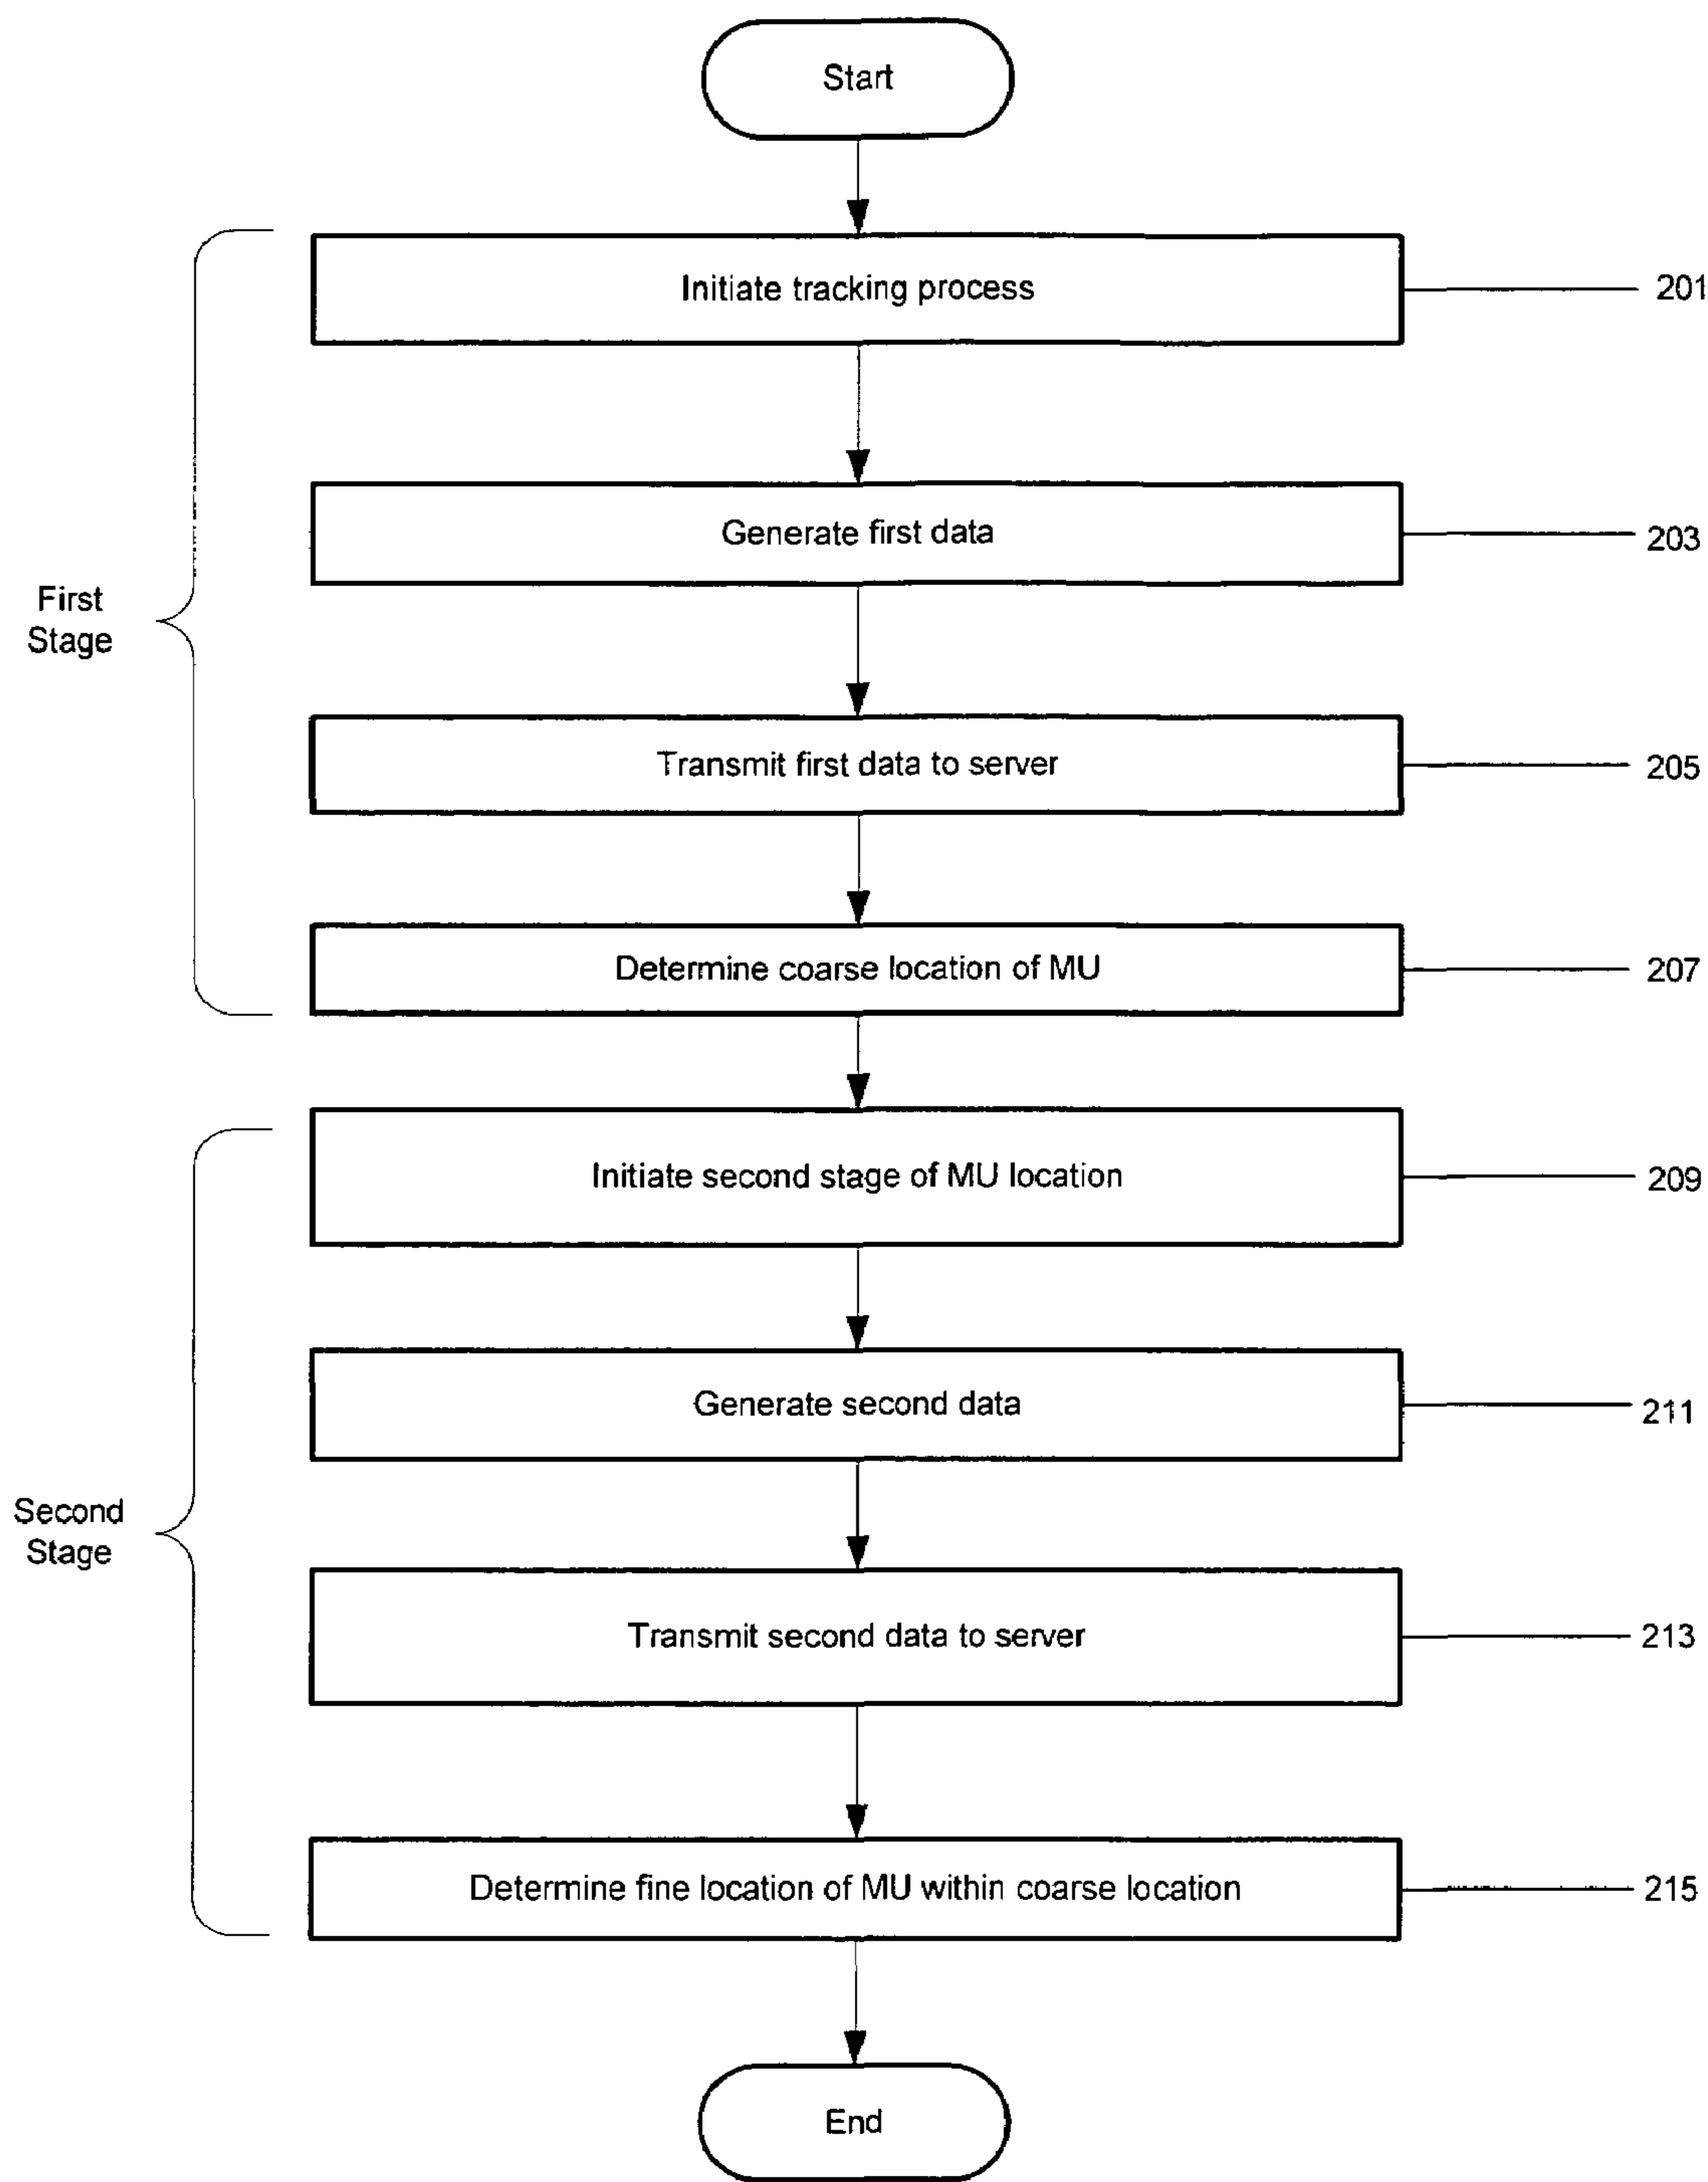 Start
Initiate tracking process
201
Generate first data
203
First
Stage
Transmit first data to server
205
Determine coarse location of MU
207
Initiate second stage of MU location
209
Generate second data
211
Second
Stage
Transmit second data to server
213
Determine fine location of MU within coarse location
215
End